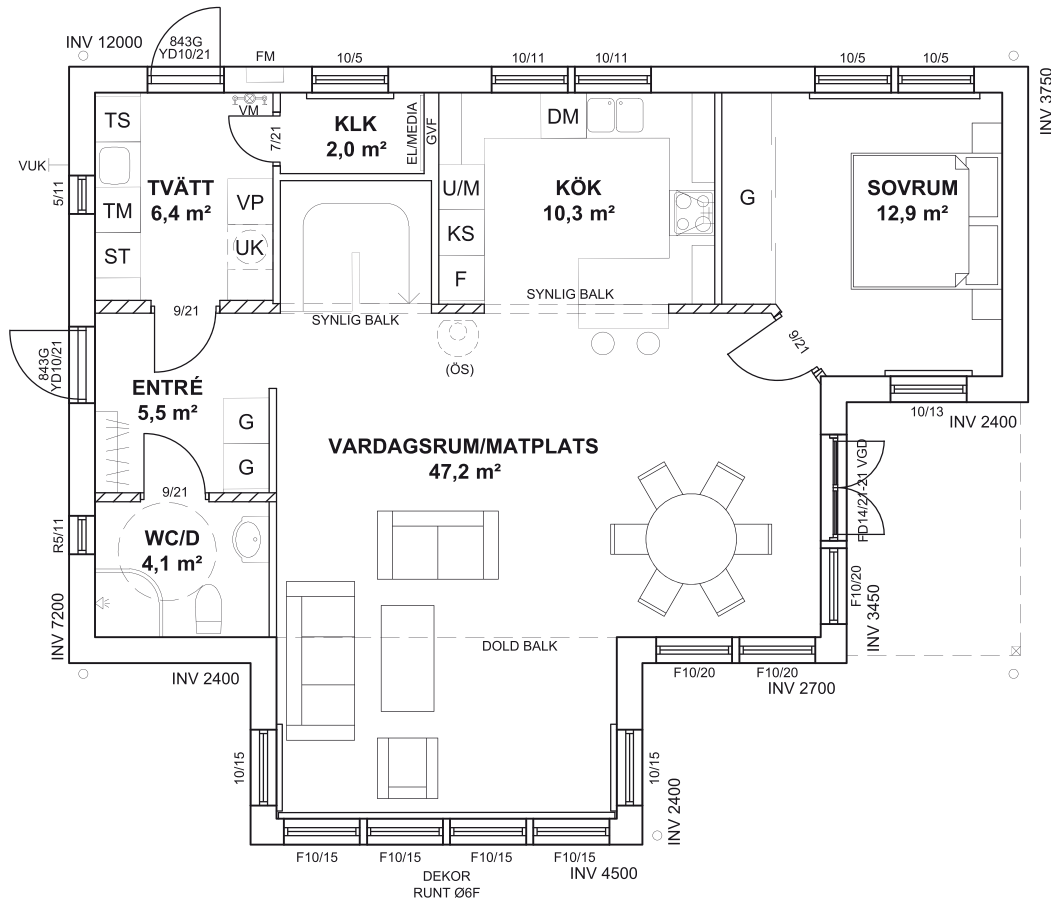 INV 12000
843G
YD10/21
FM
10/5
10/11
10/11
10/5
10/5
INV 3750
TS
VM
7/21
KLK
2,0 m²
EL/MEDIA
GVF
DM
VUK
5/11
TM
TVÄTT
6,4 m²
VP
U/M
KÖK
10,3 m²
G
SOVRUM
12,9 m²
ST
UK
KS
F
SYNLIG BALK
9/21
SYNLIG BALK
843G
YD10/21
(ÖS)
9/21
ENTRÉ
5,5 m²
G
G
10/13
INV 2400
VARDAGSRUM/MATPLATS
47,2 m²
FD14/21-21 VGD
9/21
R5/11
WC/D
4,1 m²
F10/20
INV 3450
INV 7200
DOLD BALK
INV 2400
F10/20
F10/20
INV 2700
10/15
10/15
INV 2400
F10/15
F10/15
F10/15
F10/15
INV 4500
DEKOR
RUNT Ø6F